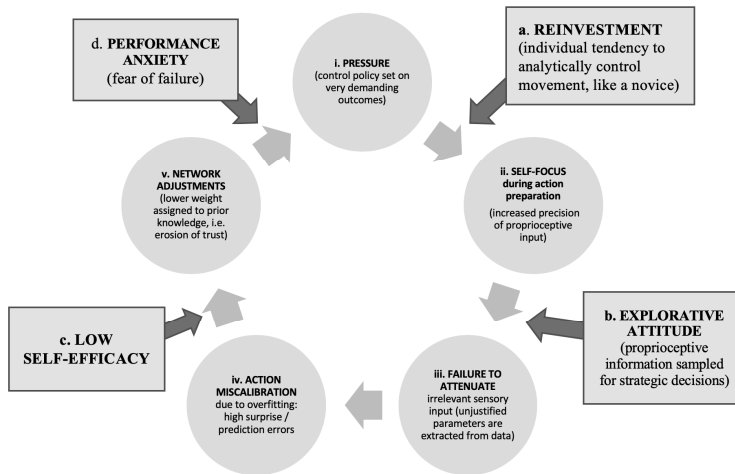 d. PERFORMANCE
ANXIETY
(fear of failure)
i. PRESSURE
(control policy set on
very demanding
outcomes)
a. REINVESTMENT
(individual tendency to
analytically control
movement, like a novice)
v. NETWORK
ADJUSTMENTS
(lower weight
assigned to prior
knowledge, i.e.
erosion of trust)
ii. SELF-FOCUS
during action
preparation
(increased precision
of proprioceptive
input)
c. LOW
SELF-EFFICACY
b. EXPLORATIVE
ATTITUDE
(proprioceptive
information sampled
for strategic decisions)
iv. ACTION
MISCALIBRATION
due to overfitting:
high surprise /
prediction errors
iii. FAILURE TO
ATTENUATE
irrelevant sensory
input (unjustified
parameters are
extracted from data)